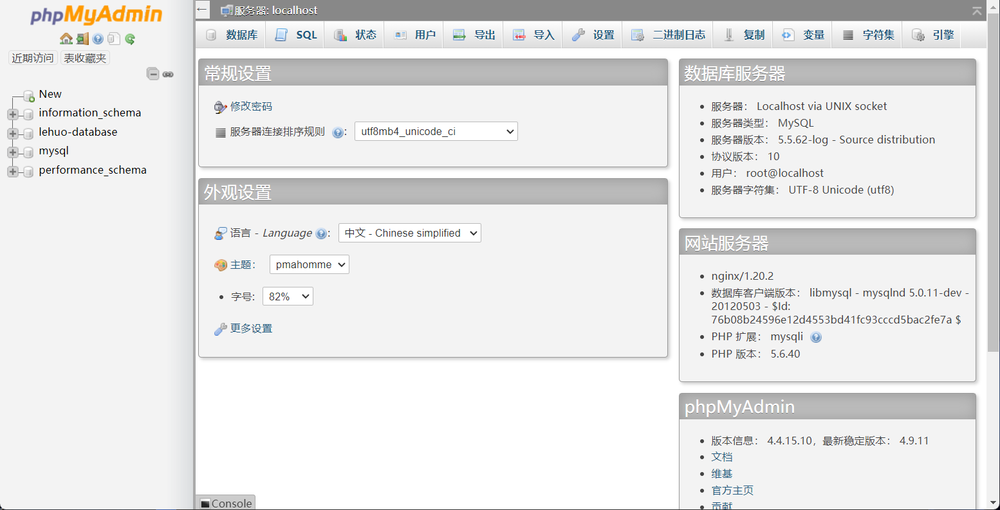 phpMyAdmin
近期访问 表收藏夹
New
information_schema
lehuo-database
mysql
performance_schema
服务器: localhost
数据库 SQL 状态 用户 导出 导入 设置 二进制日志 复制 变量 字符集 引擎
常规设置
修改密码
服务器连接排序规则 : utf8mb4_unicode_ci
外观设置
语言 - Language : 中文 - Chinese simplified
主题: pmahomme
字号: 82%
更多设置
数据库服务器
服务器: Localhost via UNIX socket
服务器类型: MySQL
服务器版本: 5.5.62-log - Source distribution
协议版本: 10
用户: root@localhost
服务器字符集: UTF-8 Unicode (utf8)
网站服务器
nginx/1.20.2
数据库客户端版本: libmysql - mysqlnd 5.0.11-dev -
20120503 - $Id:
76b08b24596e12d4553bd41fc93cccd5bac2fe7a $
PHP 扩展: mysqli
PHP 版本: 5.6.40
phpMyAdmin
版本信息: 4.4.15.10，最新稳定版本: 4.9.11
文档
维基
官方主页
贡献
Console